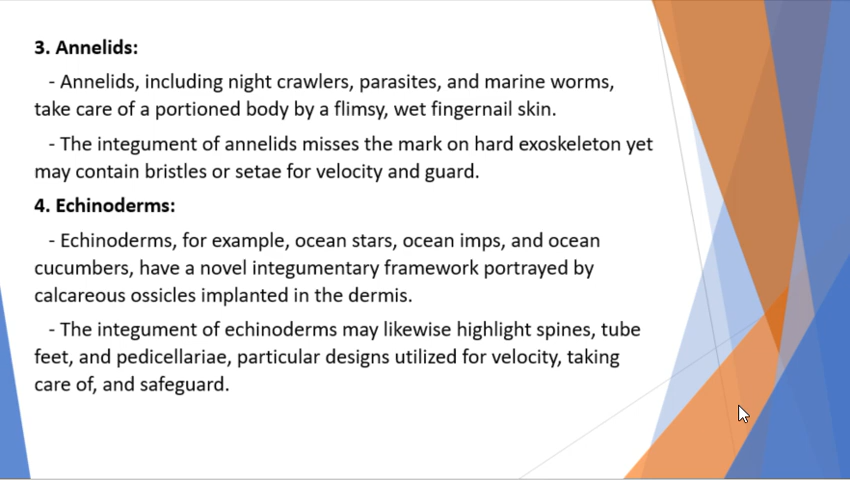 3. Annelids:
- Annelids, including night crawlers, parasites, and marine worms,
take care of a portioned body by a flimsy, wet fingernail skin.
- The integument of annelids misses the mark on hard exoskeleton yet
may contain bristles or setae for velocity and guard.
4. Echinoderms:
- Echinoderms, for example, ocean stars, ocean imps, and ocean
cucumbers, have a novel integumentary framework portrayed by
calcareous ossicles implanted in the dermis.
- The integument of echinoderms may likewise highlight spines, tube
feet, and pedicellariae, particular designs utilized for velocity, taking
care of, and safeguard.